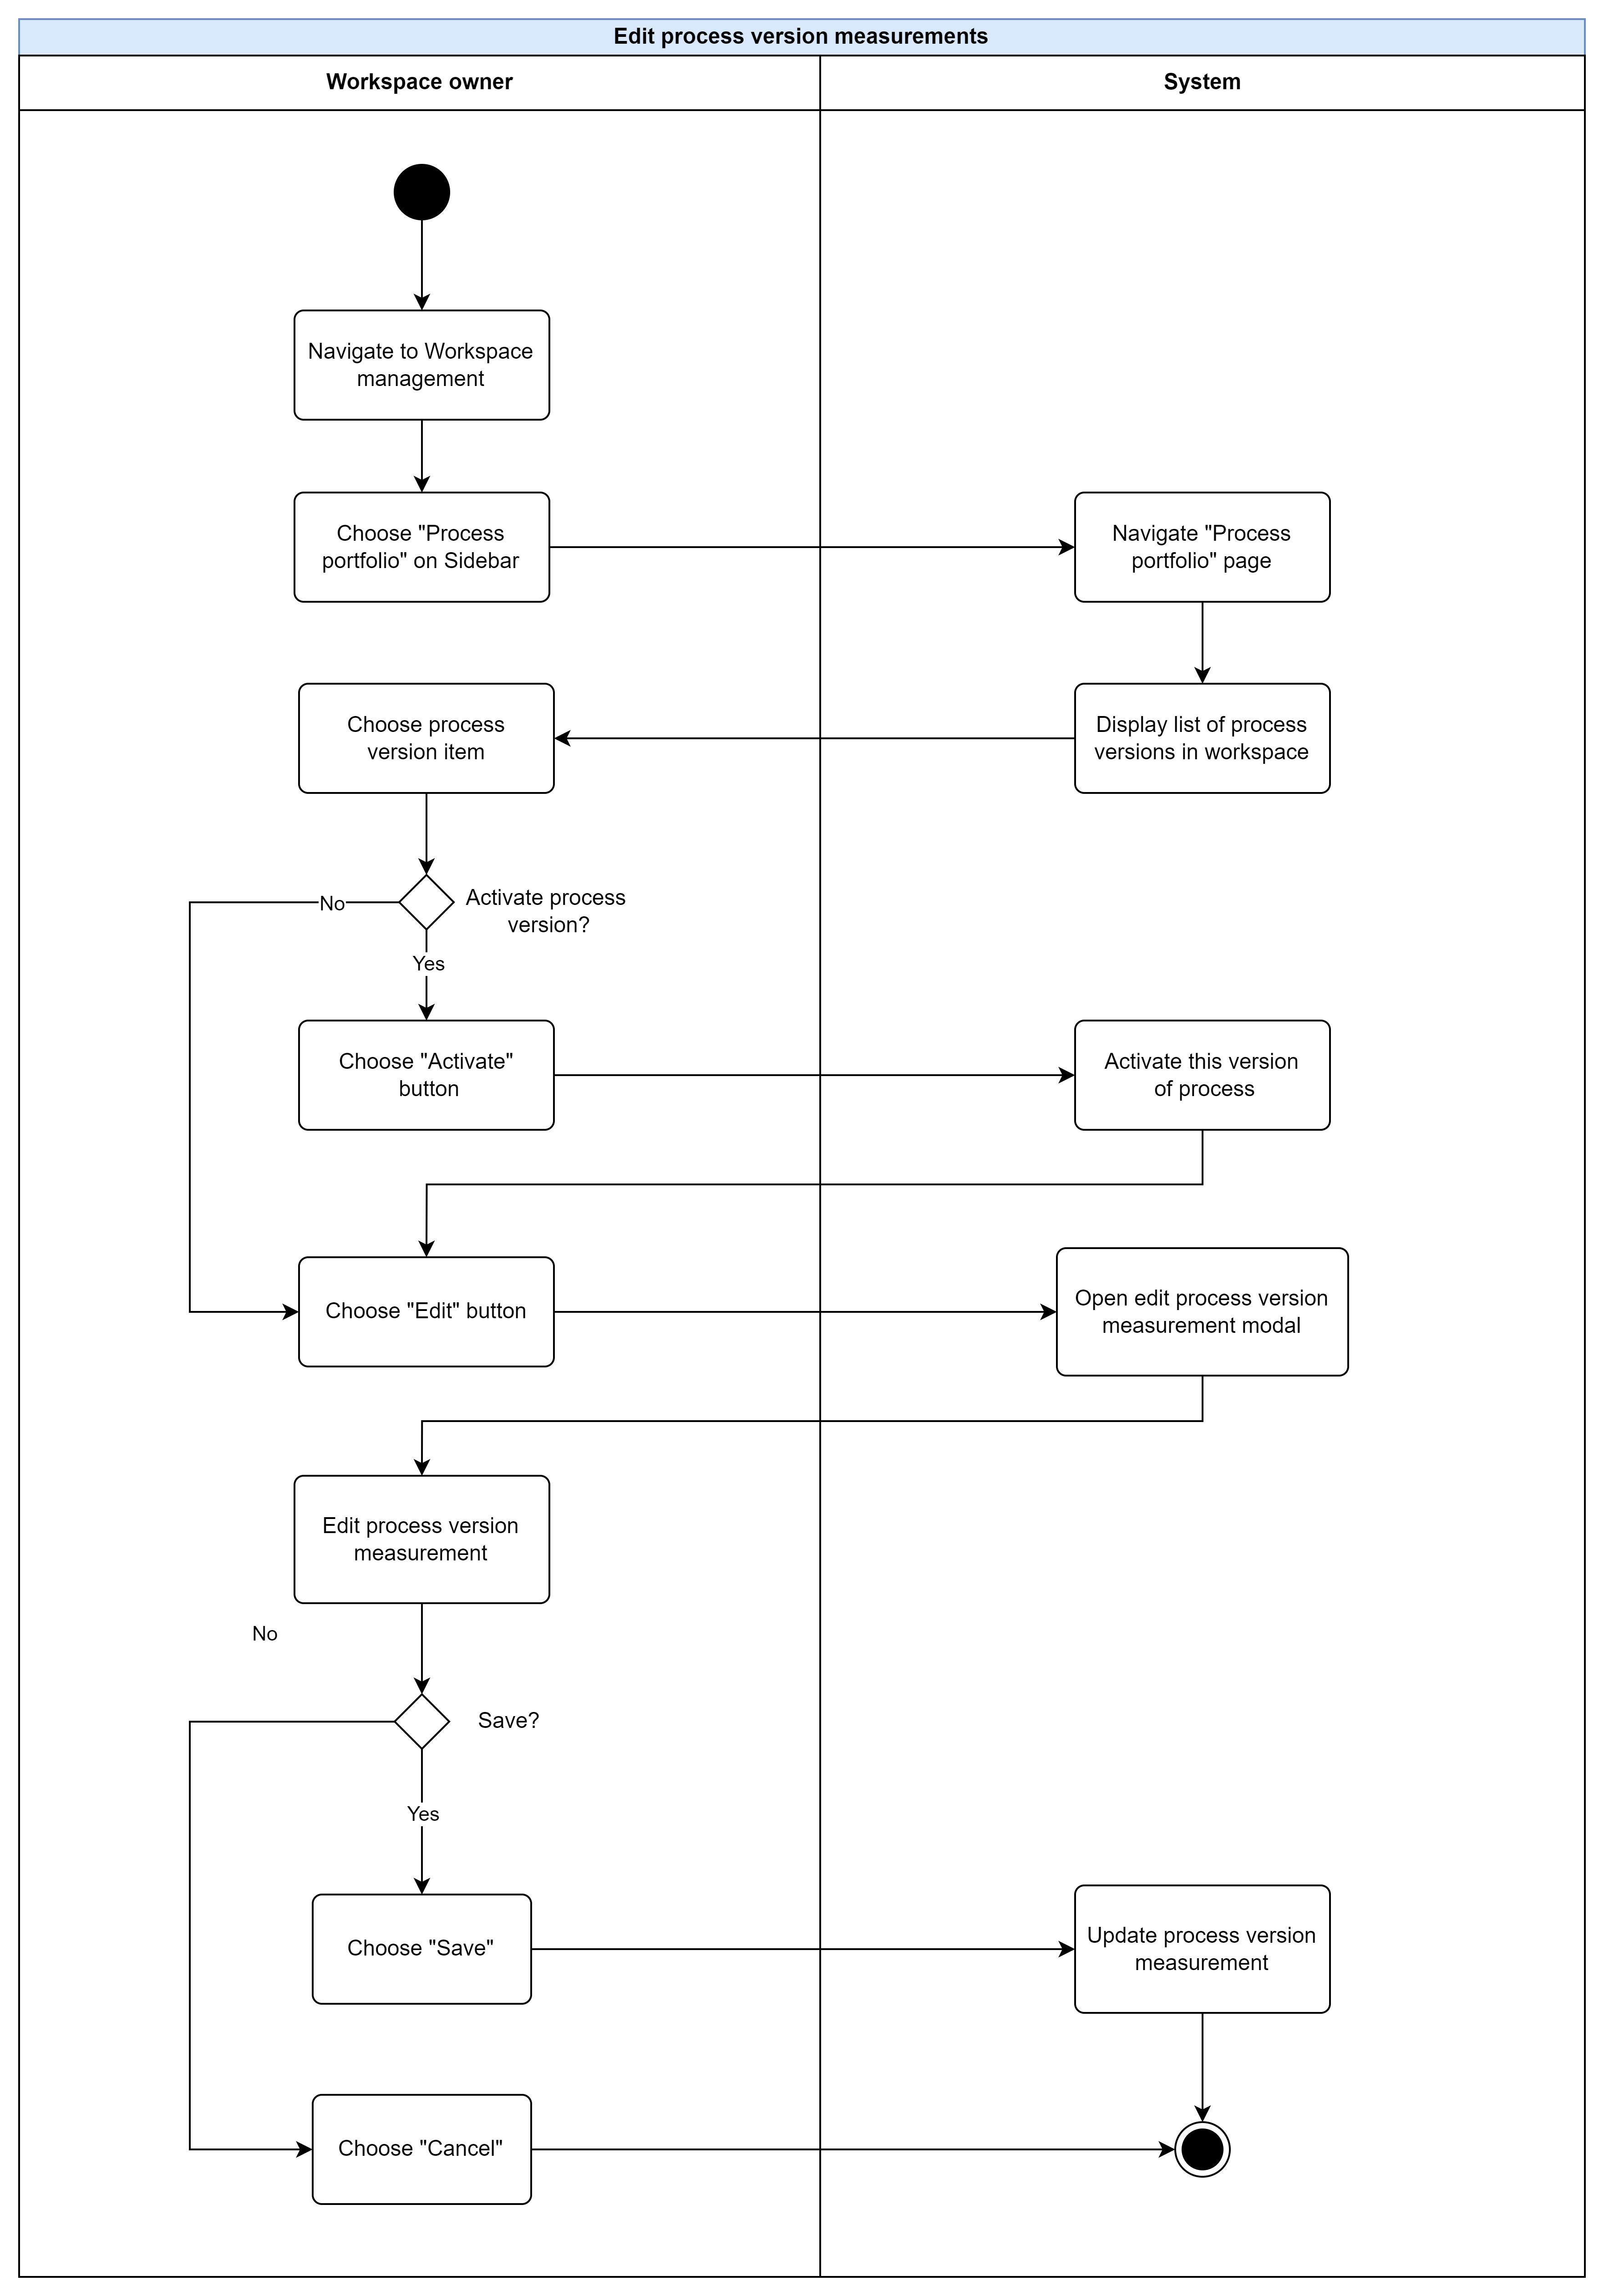 Edit process version measurements
Workspace owner
System
Navigate to Workspace
management
Choose "Process
portfolio" on Sidebar
Navigate "Process
portfolio" page
Choose process
version item
Display list of process
versions in workspace
No
Activate process
version?
Yes
Choose "Activate"
button
Activate this version
of process
Choose "Edit" button
Open edit process version
measurement modal
Edit process version
measurement
No
Save?
Yes
Choose "Save"
Update process version
measurement
Choose "Cancel"